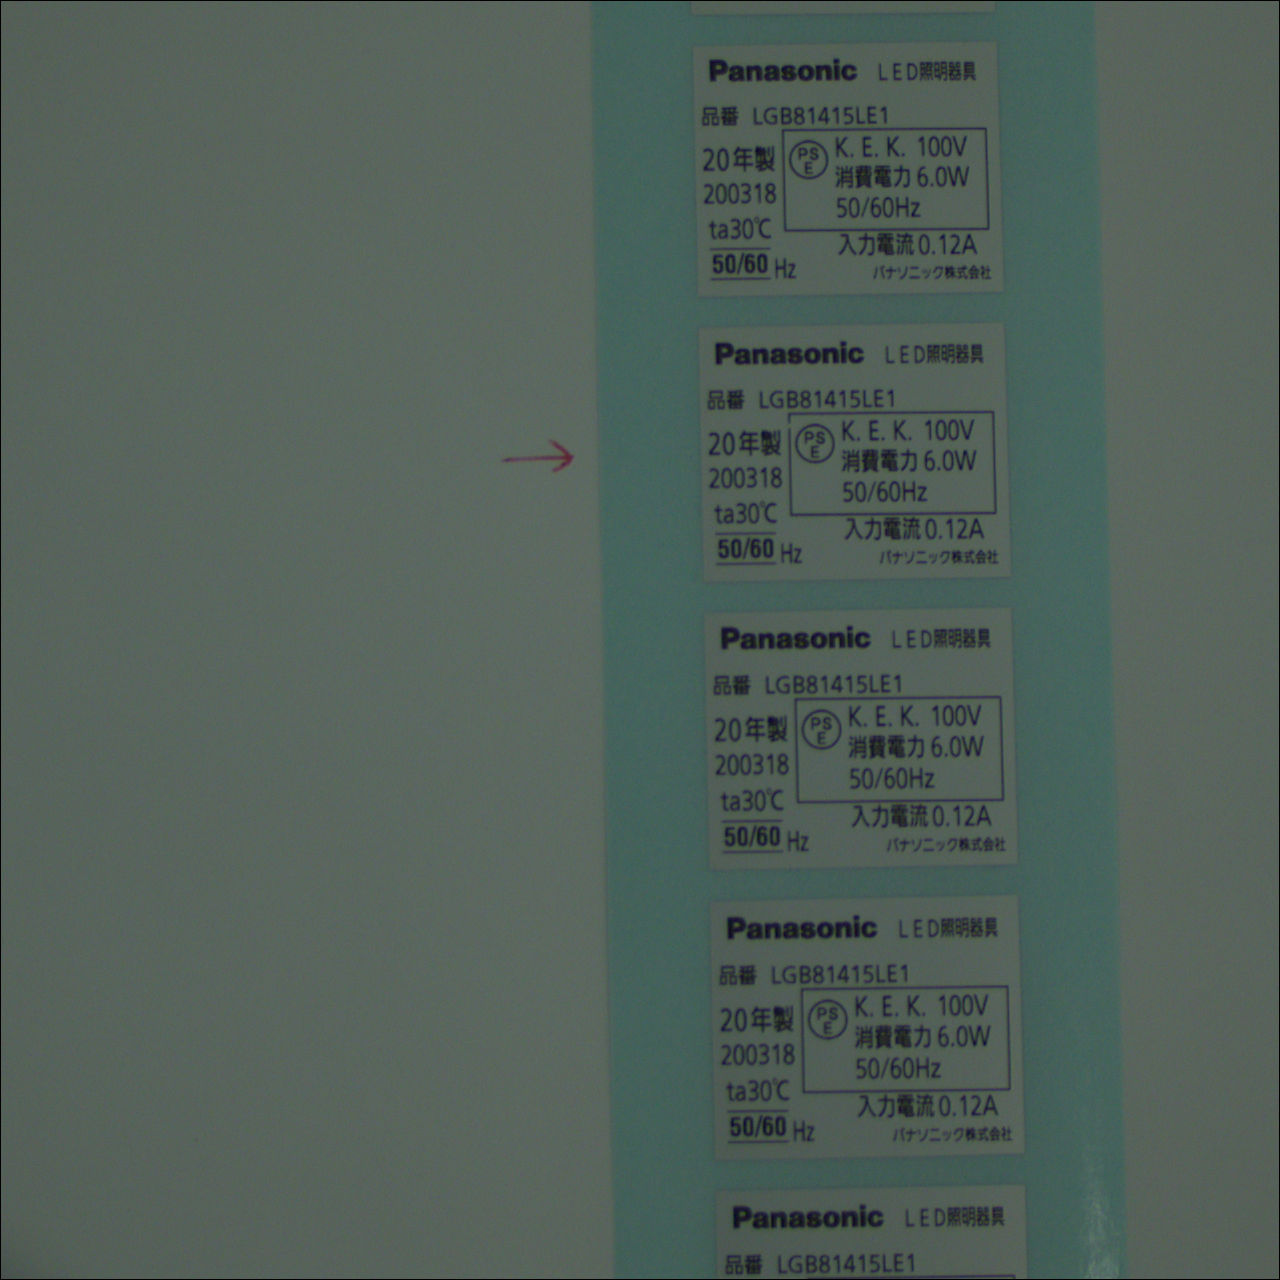 Panasonic LED照明器具
品番 LGB81415LE1
20年製 PS E K. E. K. 100V
200318 消費電力 6.0W
50/60Hz
ta30℃ 入力電流 0.12A
50/60 Hz パナソニック株式会社
Panasonic LED照明器具
品番 LGB81415LE1
20年製 PS E K. E. K. 100V
200318 消費電力 6.0W
50/60Hz
ta30℃ 入力電流 0.12A
50/60 Hz パナソニック株式会社
Panasonic LED照明器具
品番 LGB81415LE1
20年製 PS E K. E. K. 100V
200318 消費電力 6.0W
50/60Hz
ta30℃ 入力電流 0.12A
50/60 Hz パナソニック株式会社
Panasonic LED照明器具
品番 LGB81415LE1
20年製 PS E K. E. K. 100V
200318 消費電力 6.0W
50/60Hz
ta30℃ 入力電流 0.12A
50/60 Hz パナソニック株式会社
Panasonic LED照明器具
品番 LGB81415LE1